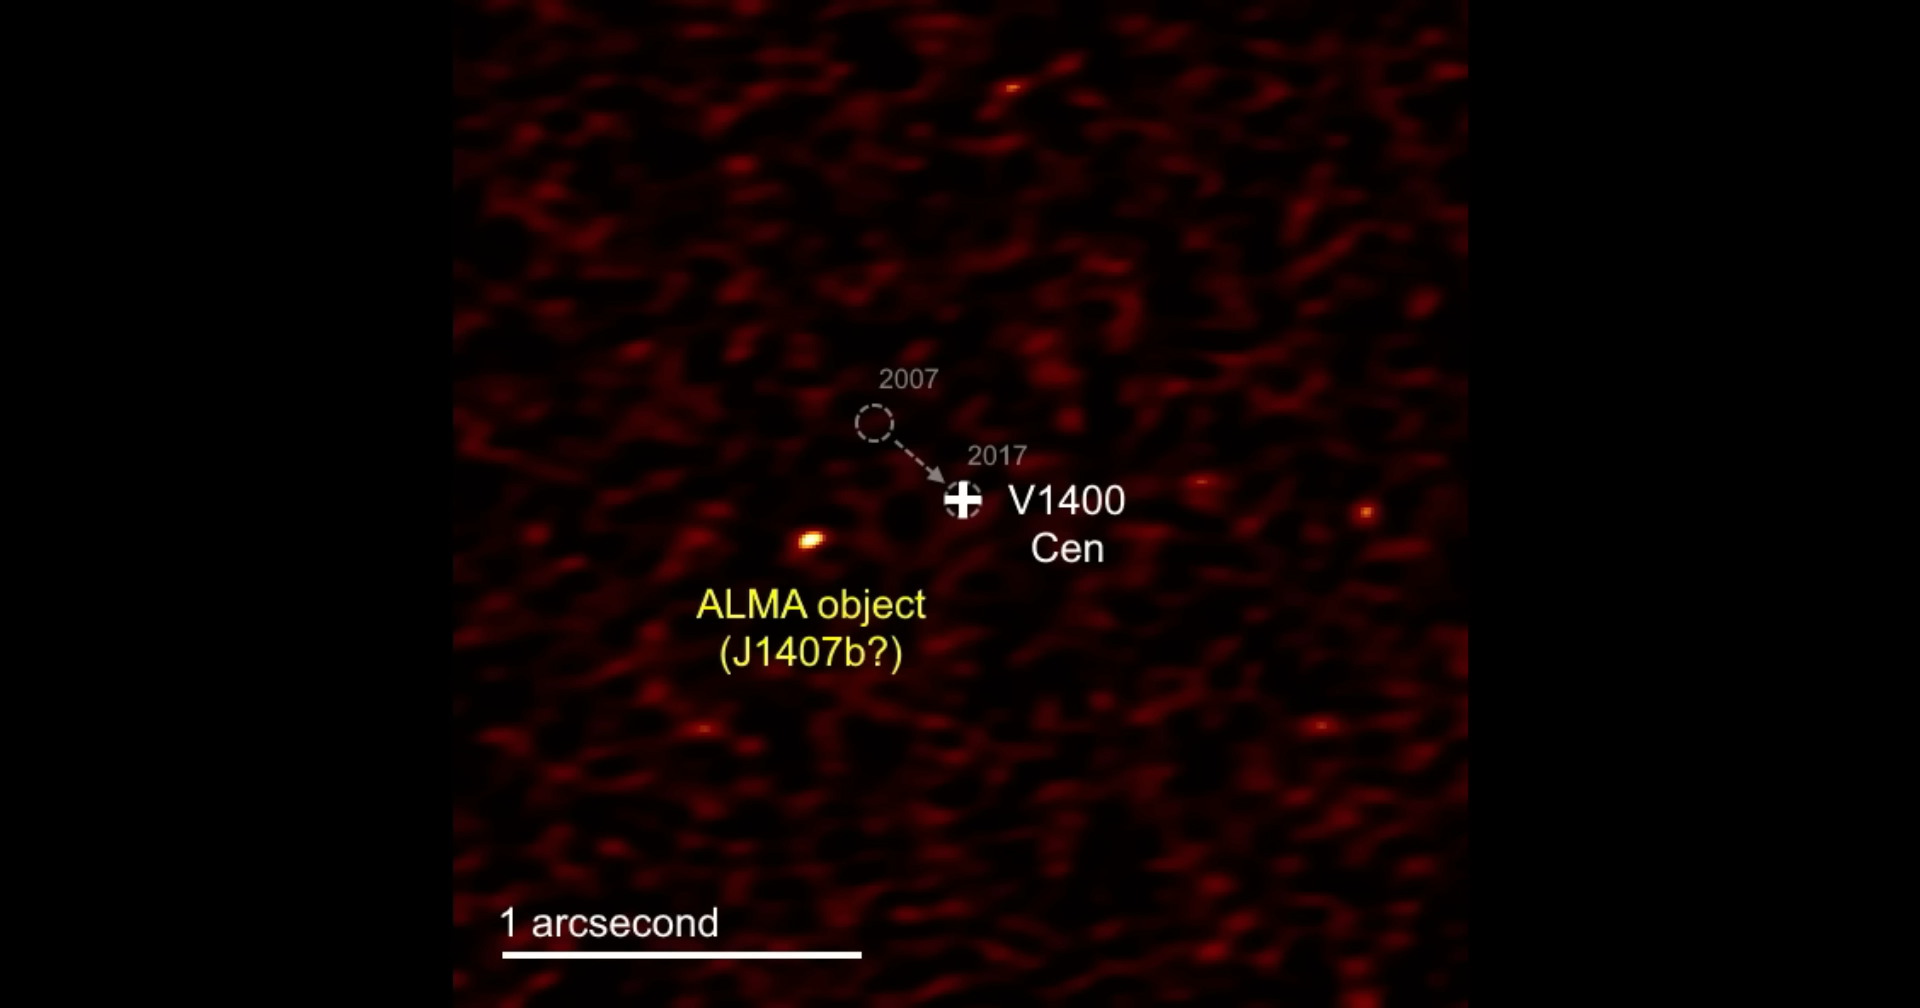 2007
2017
V1400
Cen
ALMA object
(J1407b?)
1 arcsecond